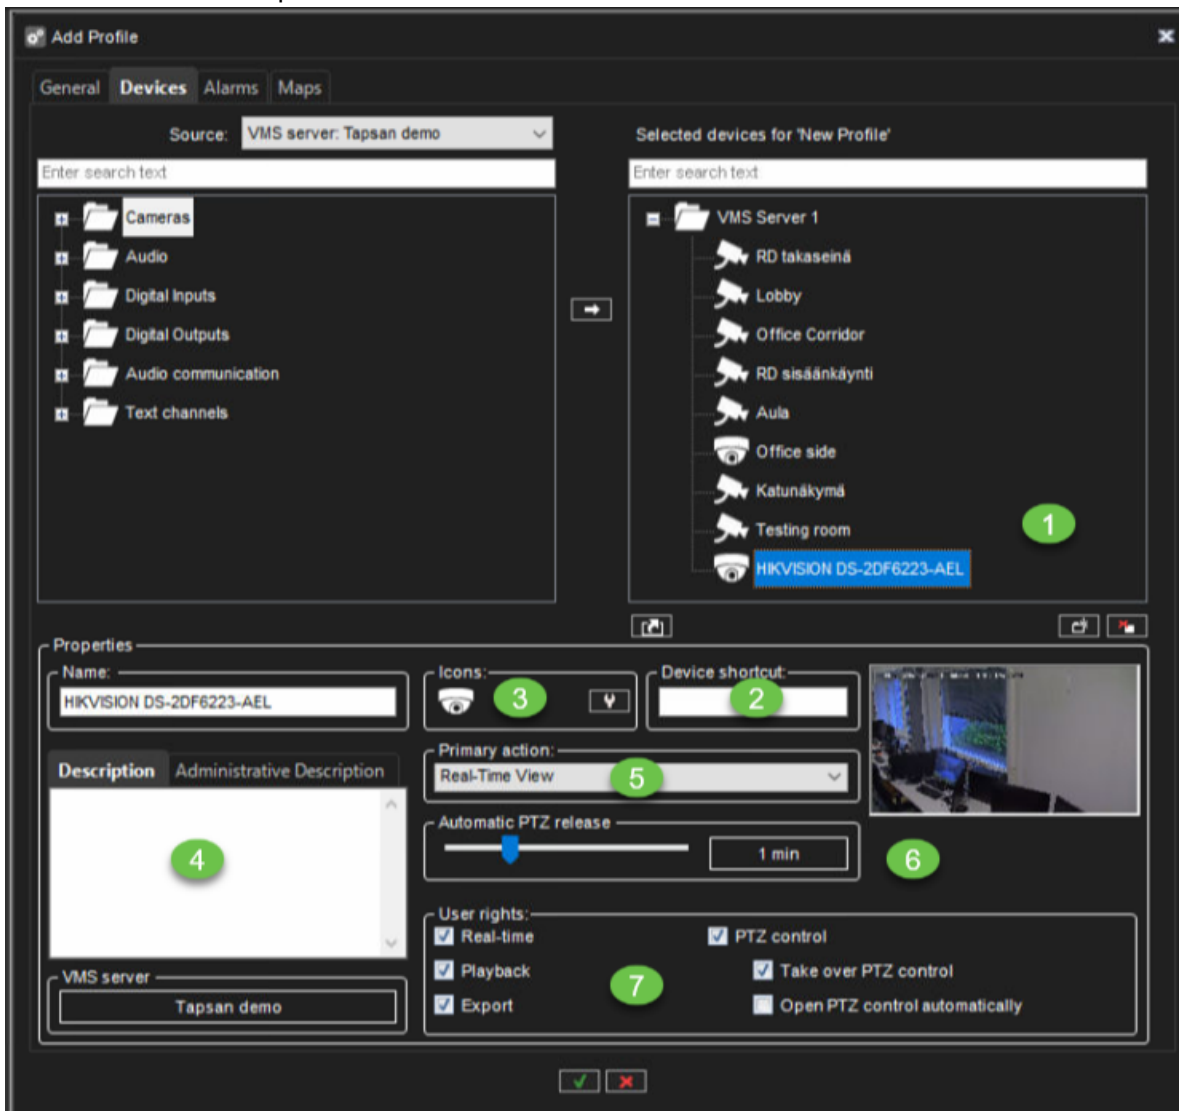 Add Profile
General Devices Alarms Maps
Source: VMS server: Tapsan demo
Selected devices for 'New Profile'
Enter search text
Enter search text
Cameras
Audio
Digital Inputs
Digital Outputs
Audio communication
Text channels
VMS Server 1
RD takaseinä
Lobby
Office Corridor
RD sisäänkäynti
Aula
Office side
Katunäkymä
Testing room
HIKVISION DS-2DF6223-AEL
1
Properties
Name:
HIKVISION DS-2DF6223-AEL
Icons:
3
Device shortcut:
2
Description Administrative Description
4
Primary action:
Real-Time View
5
Automatic PTZ release
1 min
6
VMS server
Tapsan demo
User rights:
Real-time
Playback
Export
7
PTZ control
Take over PTZ control
Open PTZ control automatically